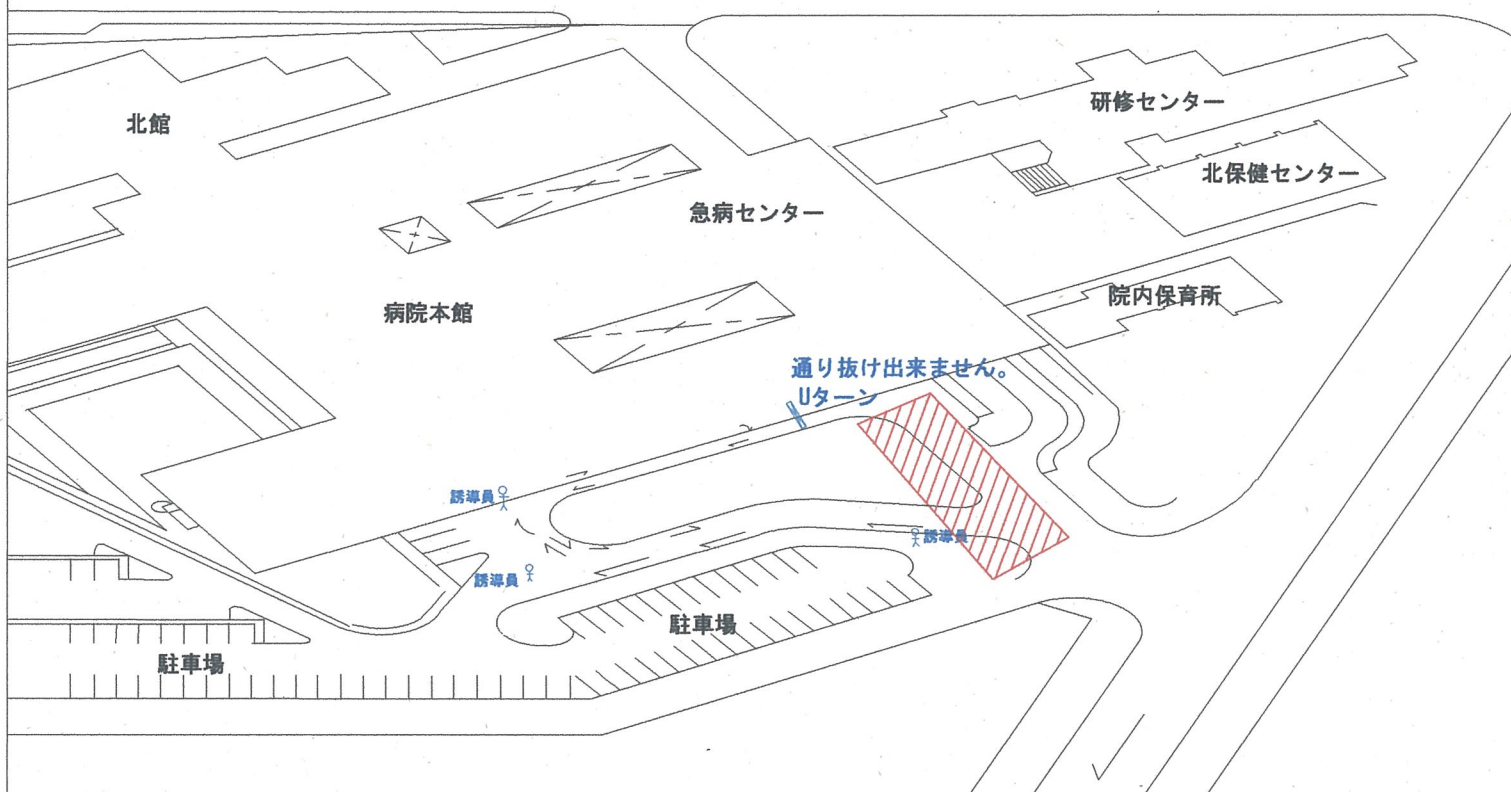 北館
研修センター
北保健センター
急病センター
院内保育所
病院本館
通り抜け出来ません。
Uターン
誘導員
誘導員
誘導員
駐車場
駐車場